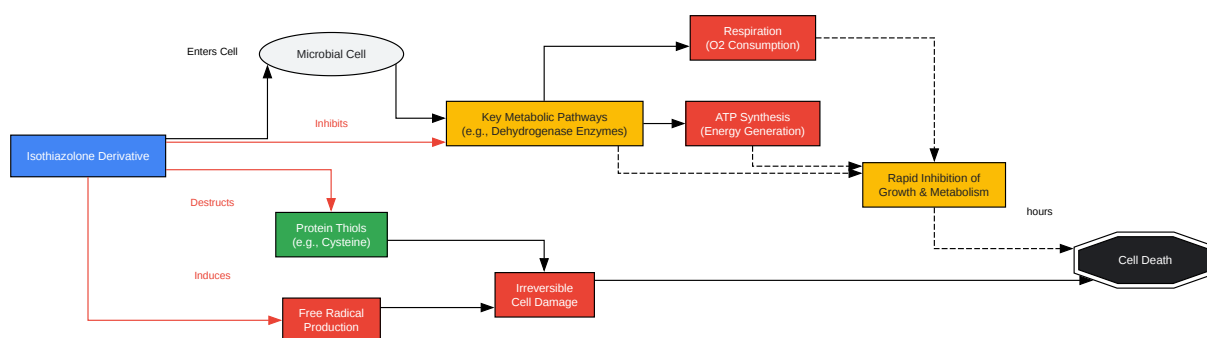 Respiration
(O2 Consumption)
Enters Cell
Microbial Cell
Key Metabolic Pathways
(e.g., Dehydrogenase Enzymes)
ATP Synthesis
(Energy Generation)
Inhibits
Isothiazolone Derivative
Rapid Inhibition of
Growth & Metabolism
Destructs
Protein Thiols
(e.g., Cysteine)
hours
Cell Death
Induces
Irreversible
Cell Damage
Free Radical
Production